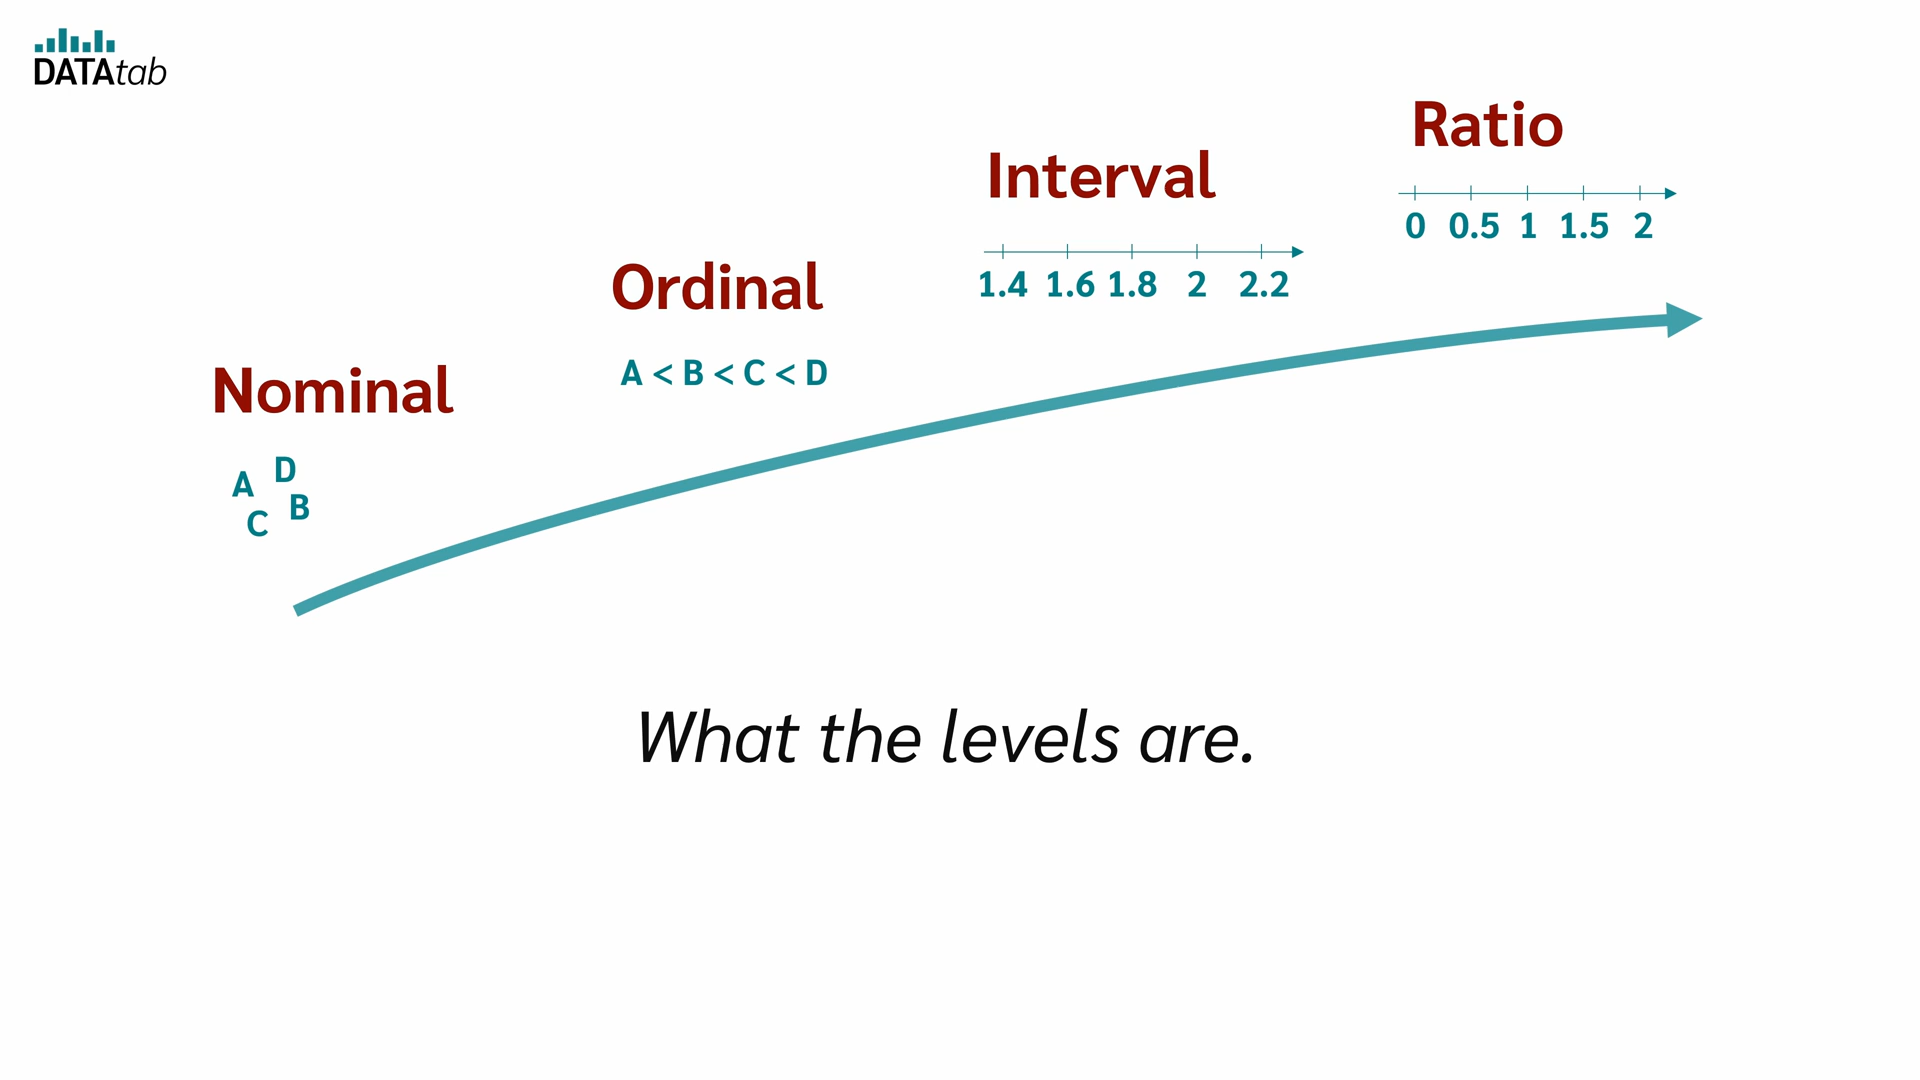 DATAtab
Ratio
0 0.5 1 1.5 2
Interval
1.4 1.6 1.8 2 2.2
Ordinal
A < B < C < D
Nominal
A D
C B
What the levels are.